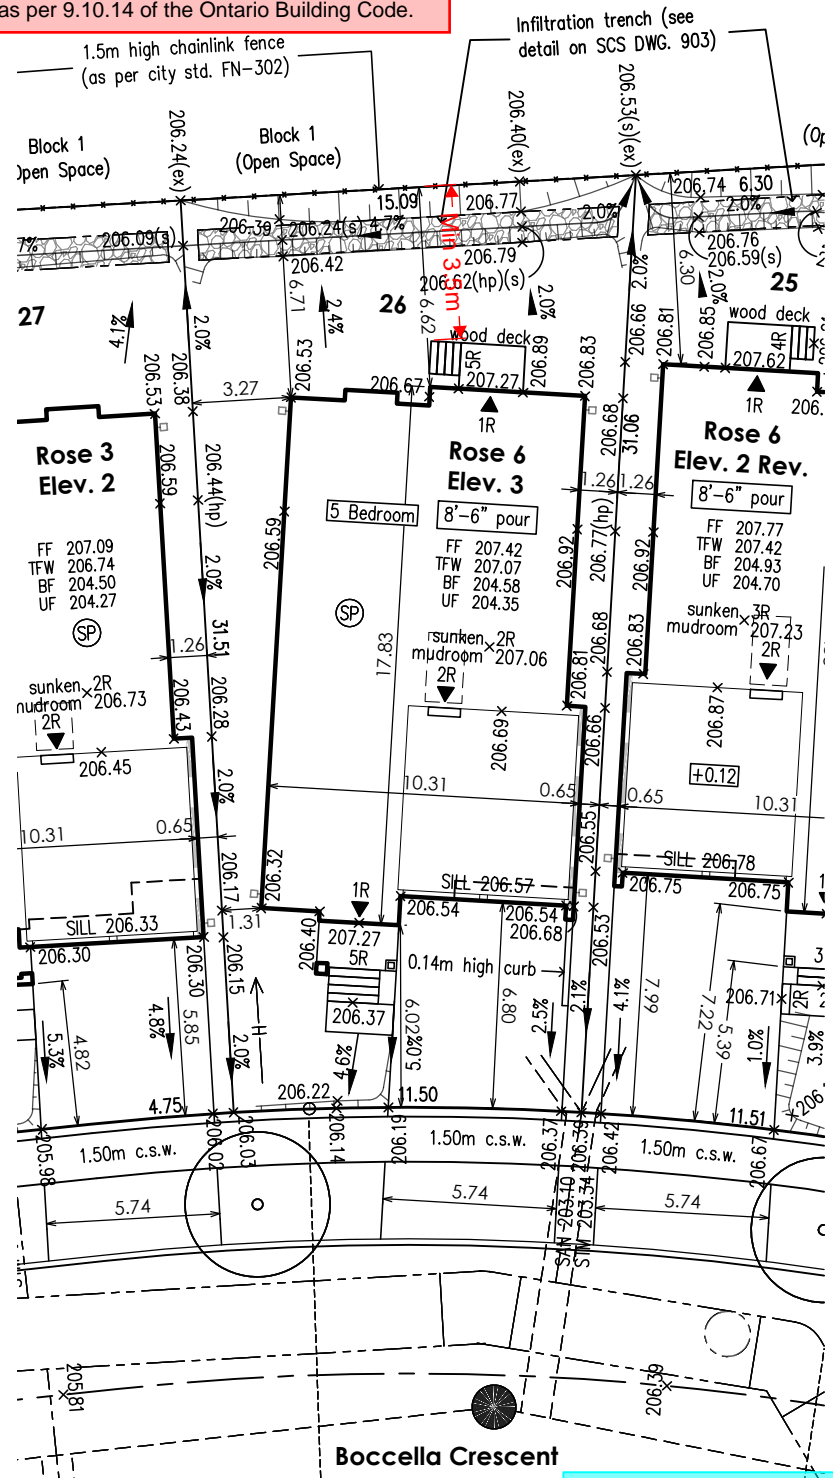 as per 9.10.14 of the Ontario Building Code.
1.5m high chainlink fence
(as per city std. FN-302)
Infiltration trench (see
detail on SCS DWG. 903)
Block 1
Open Space)
206.24(ex)
Block 1
(Open Space)
206.40(ex)
206.53(s)(ex)
15.09
206.77
206.74
6.30
2.0%
2.0%
7%
206.09(s)
206.39
206.24(s)
4.7%
206.42
206.79
206.76
206.59(s)
Min 3.9m
27
26
25
4.1%
2.0%
6.71
2.4%
6.62
2.0%
2.0%
206.66
6.30
2.0%
wood deck
5R
207.27
206.89
206.83
206.81
206.85
wood deck
4R
207.62
206.53
206.38
3.27
206.53
206.67
1R
206.68
31.06
1R
206.
Rose 3
Elev. 2
Rose 6
Elev. 3
Rose 6
Elev. 2 Rev.
206.59
206.44(hp)
206.59
5 Bedroom
8'-6" pour
1.26
1.26
8'-6" pour
FF 207.09
TFW 206.74
BF 204.50
UF 204.27
SP
2.0%
SP
FF 207.42
TFW 207.07
BF 204.58
UF 204.35
206.92
206.77(hp)
206.92
FF 207.77
TFW 207.42
BF 204.93
UF 204.70
1.26
31.51
17.83
sunken 2R
mudroom 207.06
2R
206.81
206.68
206.83
sunken 3R
mudroom 207.23
2R
sunken 2R
mudroom 206.73
2R
206.43
206.28
206.69
206.66
206.87
206.45
2.0%
+0.12
10.31
0.65
10.31
0.65
0.65
10.31
206.55
206.17
206.32
SILL 206.57
SILL 206.78
206.54
206.54
206.75
206.75
SILL 206.33
206.30
206.30
1.31
206.15
1R
207.27
206.40
5R
206.68
206.53
0.14m high curb
206.37
H
4.82
5.3%
4.8%
5.85
2.0%
4.9%
6.02
5.0%
6.80
2.5%
2.1%
4.1%
7.99
7.22
5.39
206.71
2R
1.0%
3.9%
3
4.75
206.22
11.50
11.51
205.98
206.02
206.03
206.14
206.19
206.37
206.39
206.42
206.67
1.50m c.s.w.
1.50m c.s.w.
1.50m c.s.w.
5.74
5.74
5.74
SAN 203.10
STM 203.34
205.81
206.39
Boccella Crescent